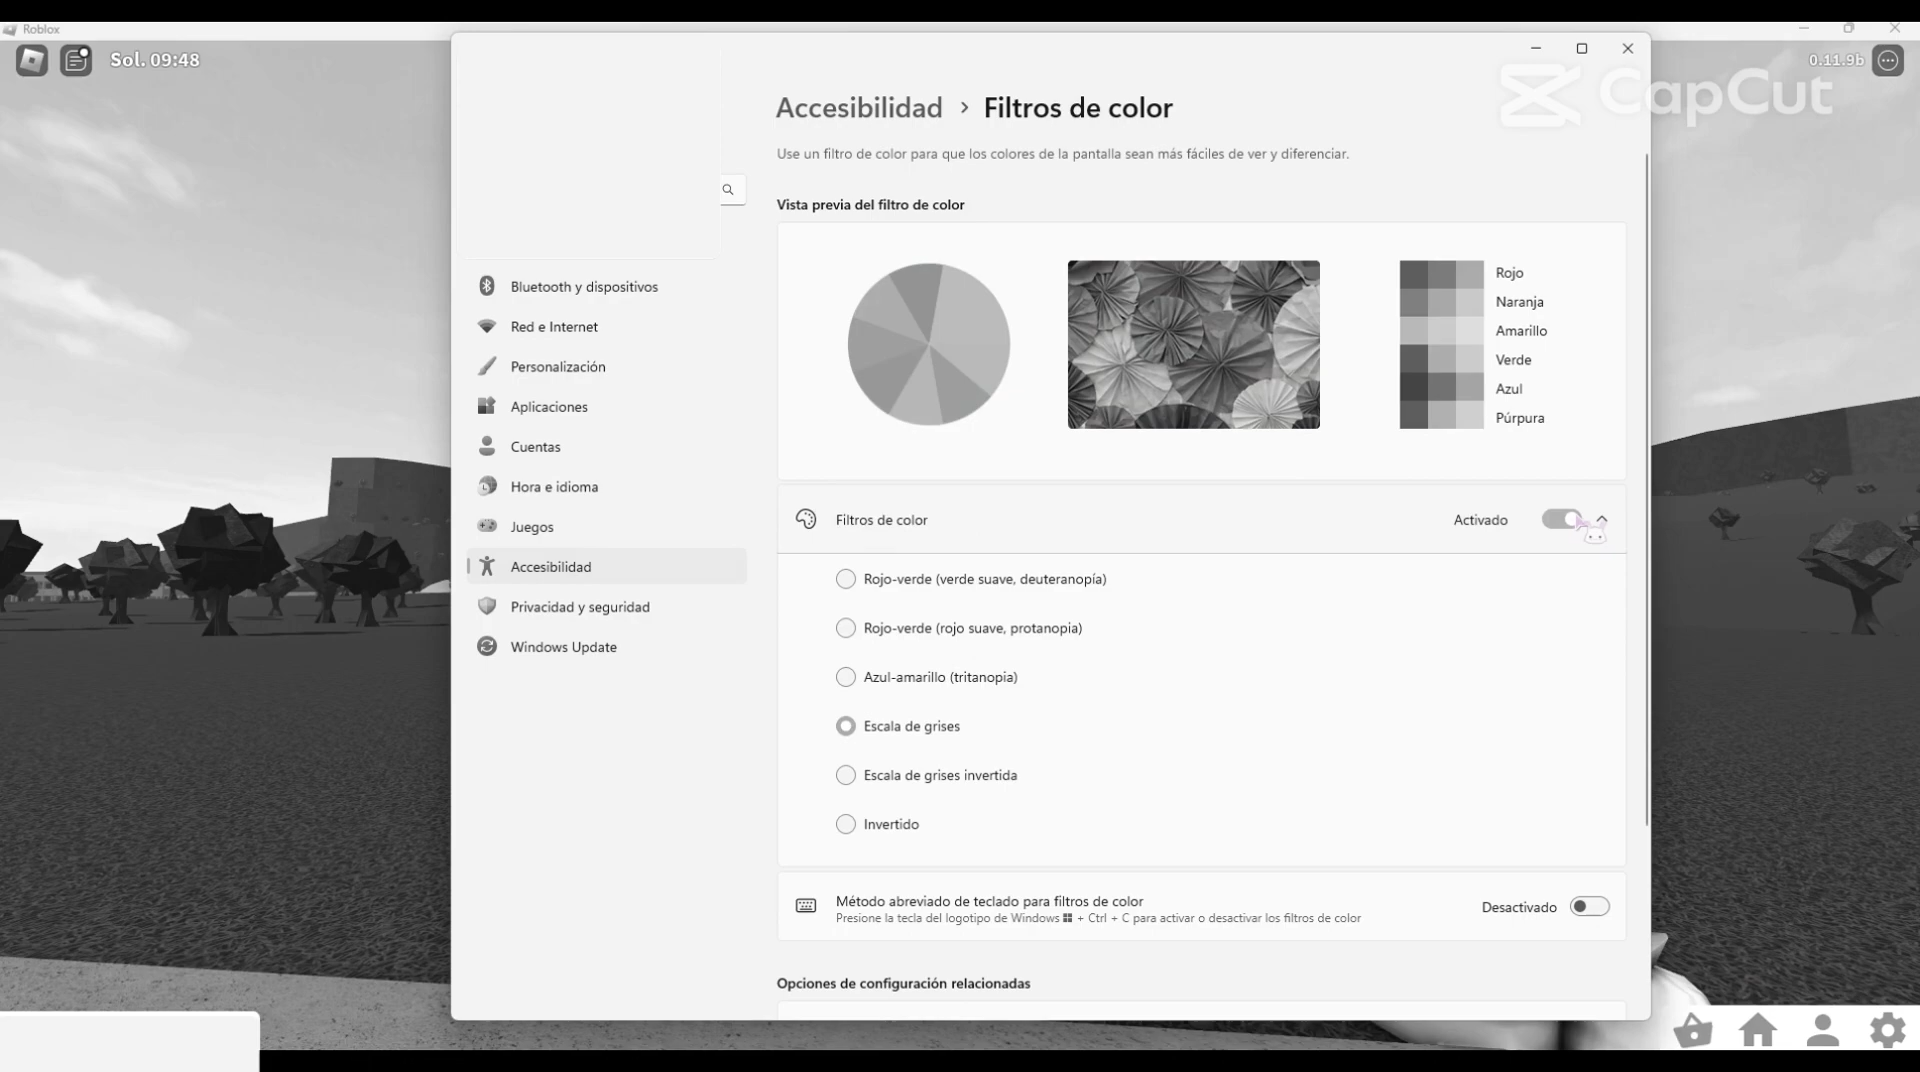 Roblox
Sol. 09:48
0.11.9b
CapCut
Accesibilidad > Filtros de color
Use un filtro de color para que los colores de la pantalla sean más fáciles de ver y diferenciar.
Vista previa del filtro de color
Rojo
Naranja
Amarillo
Verde
Azul
Púrpura
Bluetooth y dispositivos
Red e Internet
Personalización
Aplicaciones
Cuentas
Hora e idioma
Juegos
Accesibilidad
Privacidad y seguridad
Windows Update
Filtros de color
Activado
Rojo-verde (verde suave, deuteranopía)
Rojo-verde (rojo suave, protanopia)
Azul-amarillo (tritanopia)
Escala de grises
Escala de grises invertida
Invertido
Método abreviado de teclado para filtros de color
Presione la tecla del logotipo de Windows + Ctrl + C para activar o desactivar los filtros de color
Desactivado
Opciones de configuración relacionadas